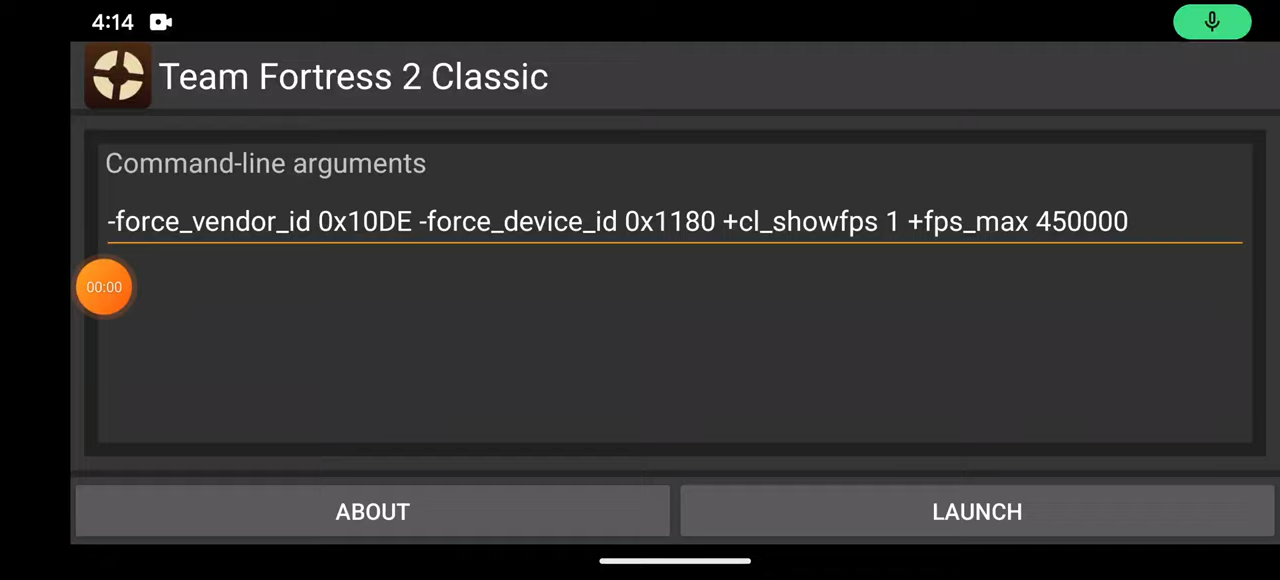 4:14
Team Fortress 2 Classic
Command-line arguments
-force_vendor_id 0x10DE -force_device_id 0x1180 +cl_showfps 1 +fps_max 450000
00:00
ABOUT
LAUNCH